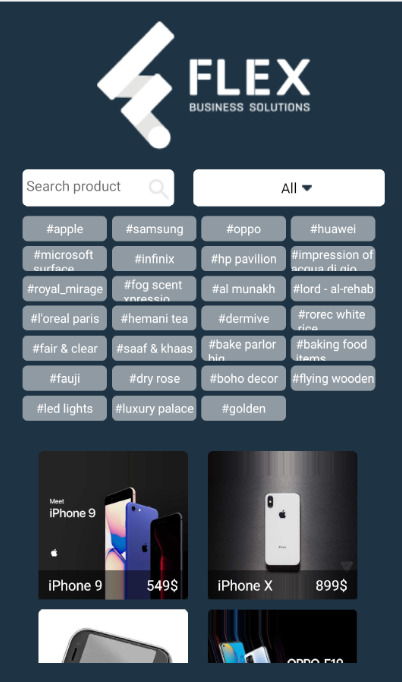 FLEX
BUSINESS SOLUTIONS
Search product
All
#apple #samsung #oppo #huawei
#microsoft surface #infinix #hp pavilion #impression of acqua di gio
#royal_mirage #fog scent xpressio #al munakh #lord - al-rehab
#l'oreal paris #hemani tea #dermive #rorec white rice
#fair & clear #saaf & khaas #bake parlor big #baking food items
#fauji #dry rose #boho decor #flying wooden
#led lights #luxury palace #golden
Meet
iPhone 9
iPhone 9 549$
iPhone X 899$
OPPO F19